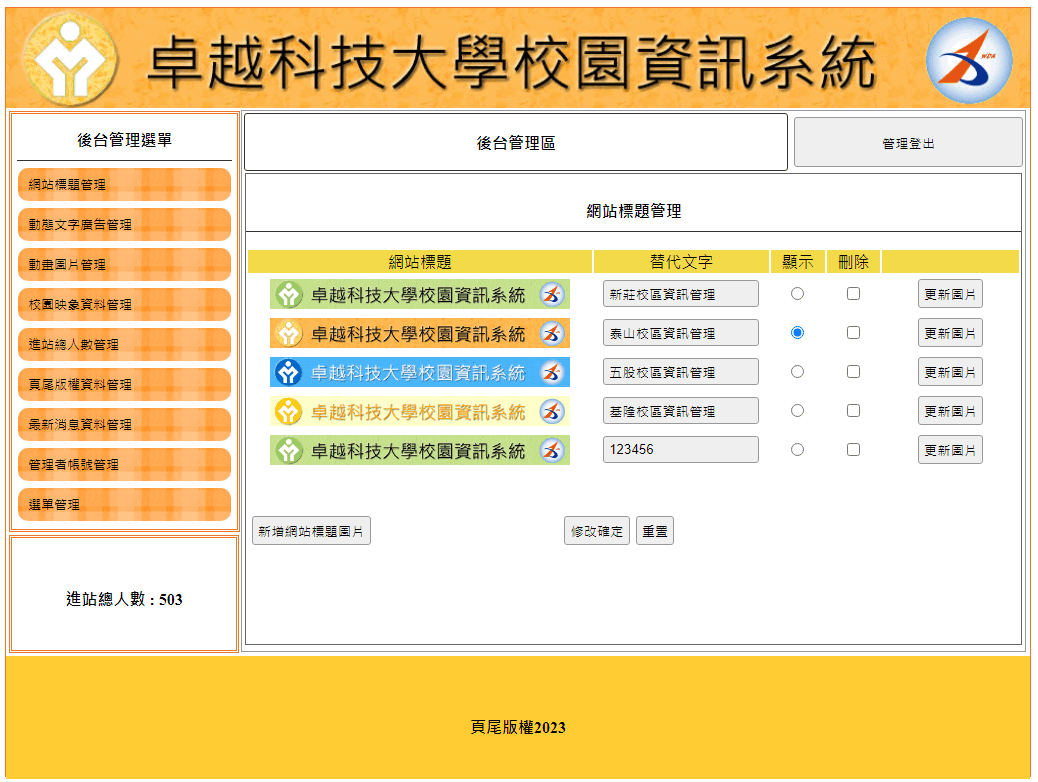 卓越科技大學校園資訊系統
WDA
後台管理選單
網站標題管理
動態文字廣告管理
動畫圖片管理
校園映象資料管理
進站總人數管理
頁尾版權資料管理
最新消息資料管理
管理者帳號管理
選單管理
進站總人數 : 503
後台管理區
管理登出
網站標題管理
網站標題 替代文字 顯示 刪除
卓越科技大學校園資訊系統 新莊校區資訊管理 更新圖片
卓越科技大學校園資訊系統 泰山校區資訊管理 更新圖片
卓越科技大學校園資訊系統 五股校區資訊管理 更新圖片
卓越科技大學校園資訊系統 基隆校區資訊管理 更新圖片
卓越科技大學校園資訊系統 123456 更新圖片
新增網站標題圖片 修改確定 重置
頁尾版權2023